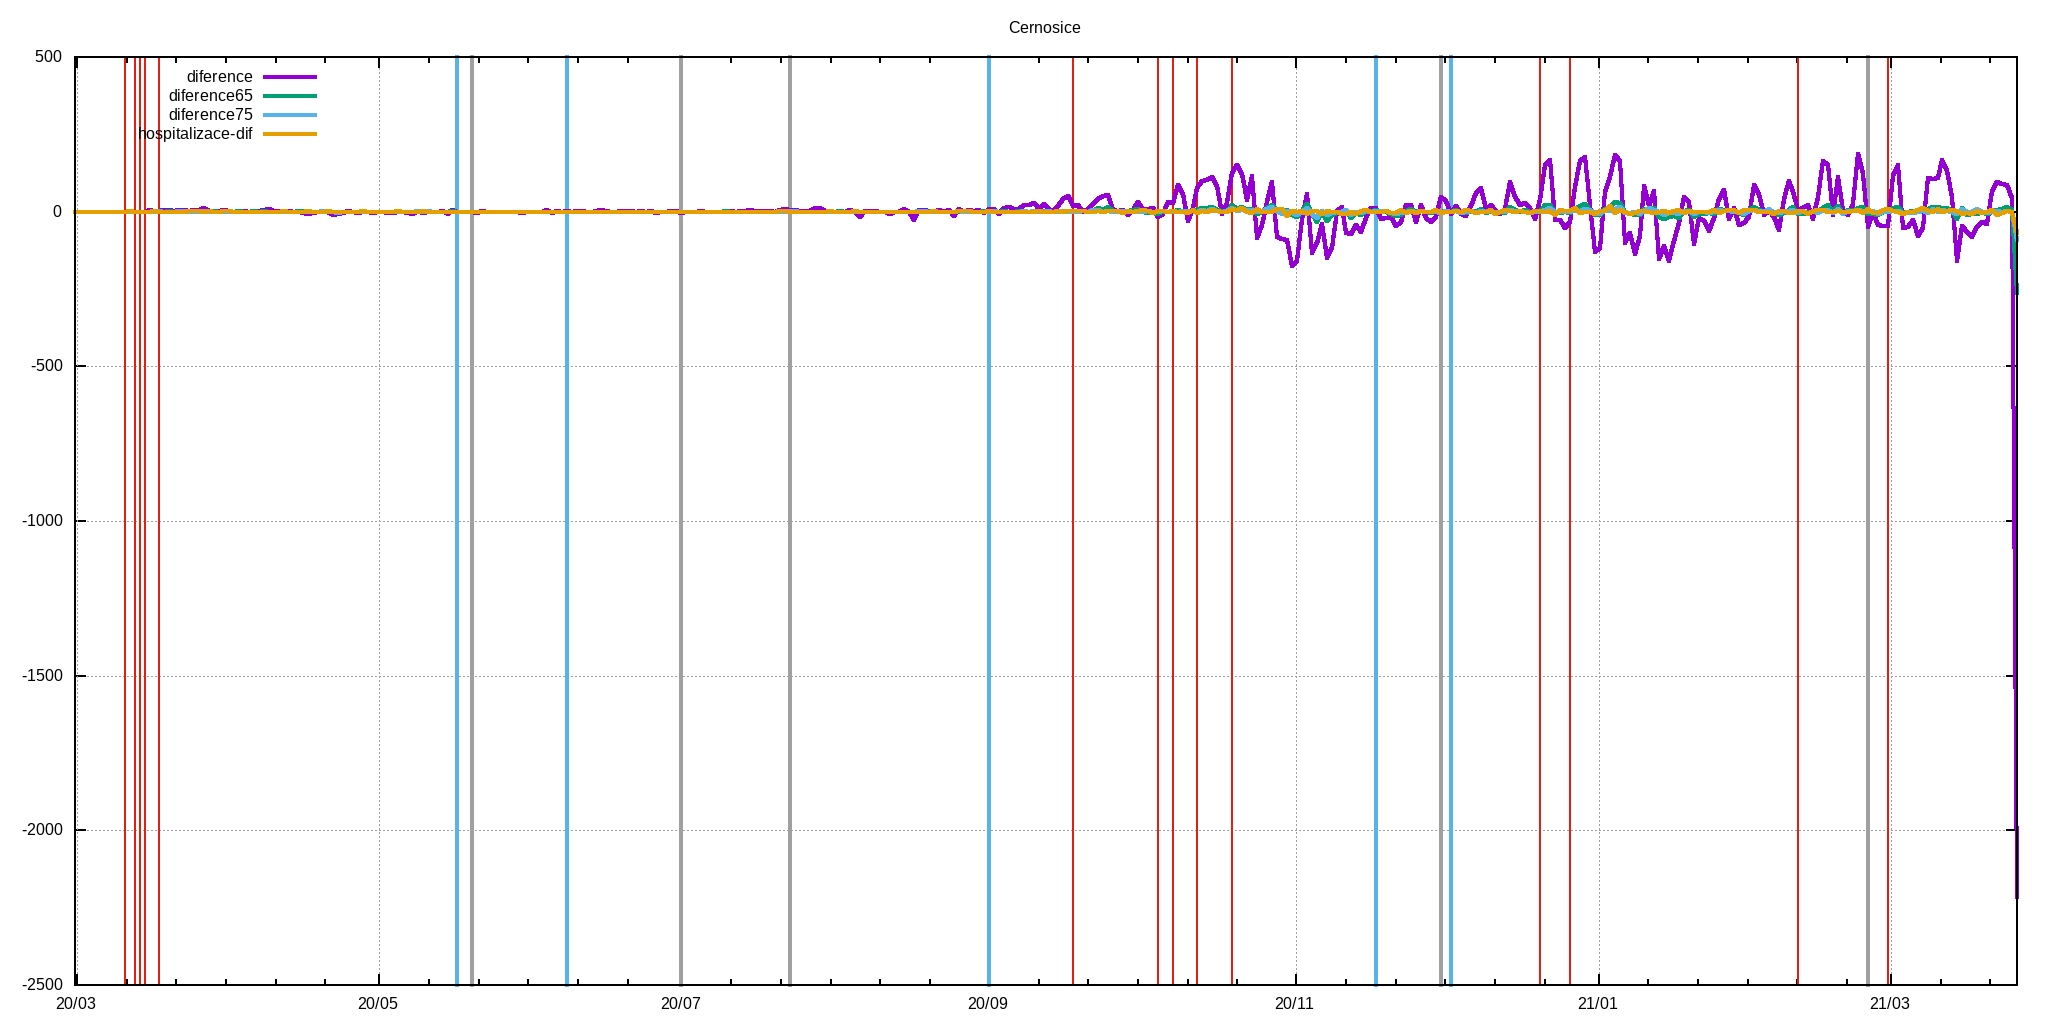 Cernosice
500
diference
diference65
diference75
hospitalizace-dif
0
-500
-1000
-1500
-2000
-2500
20/03 20/05 20/07 20/09 20/11 21/01 21/03